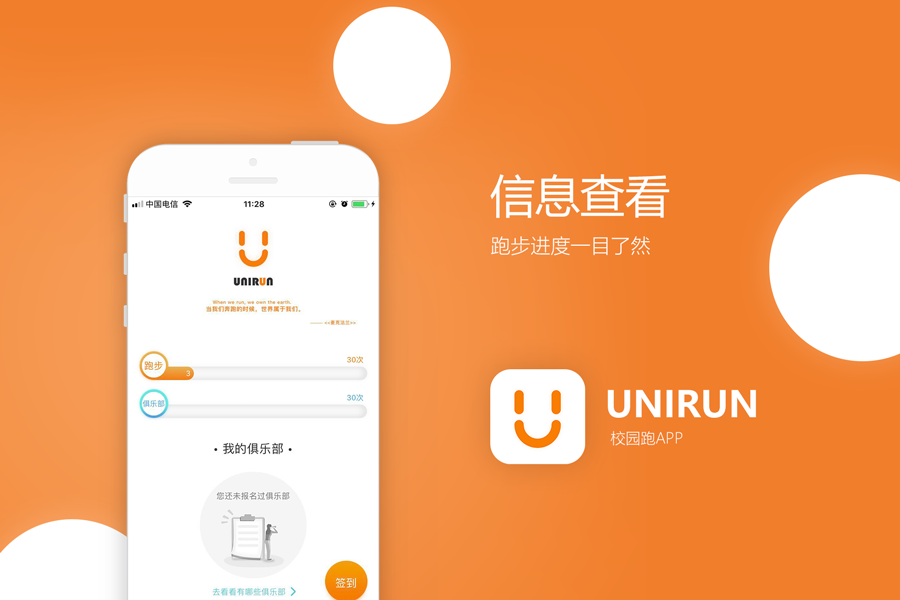 中国电信
11:28
UNIRUN
When we run, we own the earth.
当我们奔跑的时候，世界属于我们。
30次
跑步
3
30次
俱乐部
• 我的俱乐部 •
您还未报名过俱乐部
签到
去看看有哪些俱乐部 >
信息查看
跑步进度一目了然
UNIRUN
校园跑APP